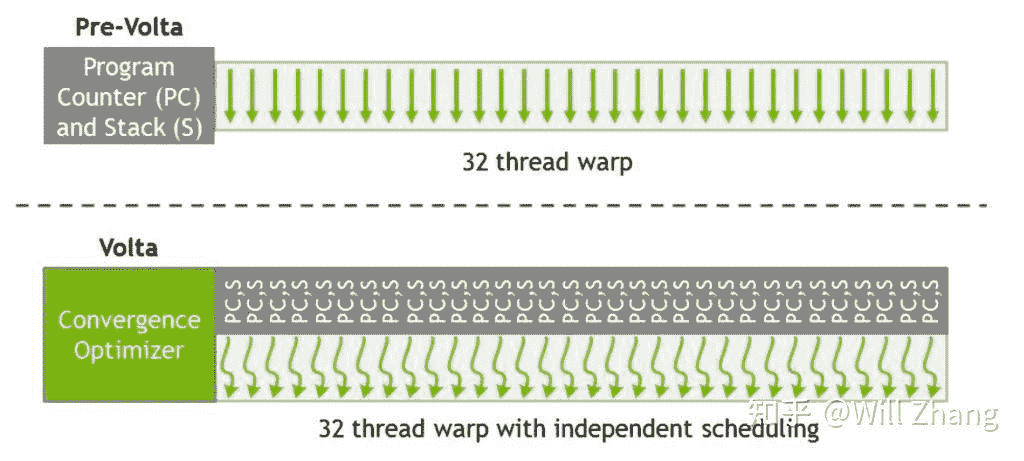 Pre-Volta
Program
Counter (PC)
and Stack (S)
32 thread warp
Volta
Convergence
Optimizer
PC,S PC,S PC,S PC,S PC,S PC,S PC,S PC,S PC,S PC,S PC,S PC,S PC,S PC,S PC,S PC,S PC,S PC,S PC,S PC,S PC,S PC,S PC,S PC,S PC,S PC,S PC,S PC,S PC,S PC,S PC,S PC,S PC,S
32 thread warp with independent scheduling
知乎 @Will Zhang